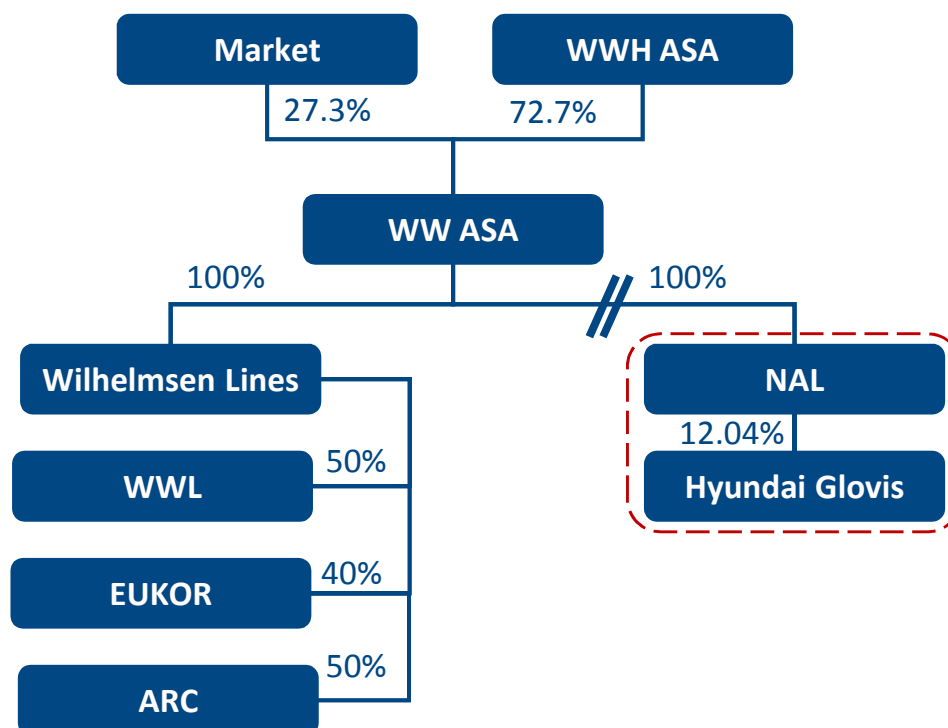 Market
WWH ASA
27.3%
72.7%
WW ASA
100%
100%
Wilhelmsen Lines
NAL
50%
12.04%
WWL
Hyundai Glovis
40%
EUKOR
50%
ARC